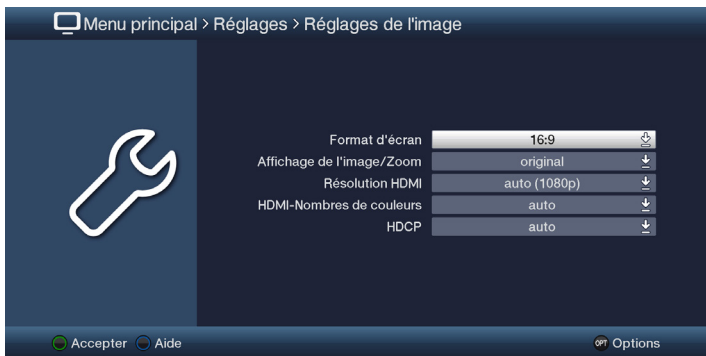 Menu principal > Réglages > Réglages de l'image
Format d'écran 16:9
Affichage de l'image/Zoom original
Résolution HDMI auto (1080p)
HDMI-Nombres de couleurs auto
HDCP auto
Accepter Aide OPT Options